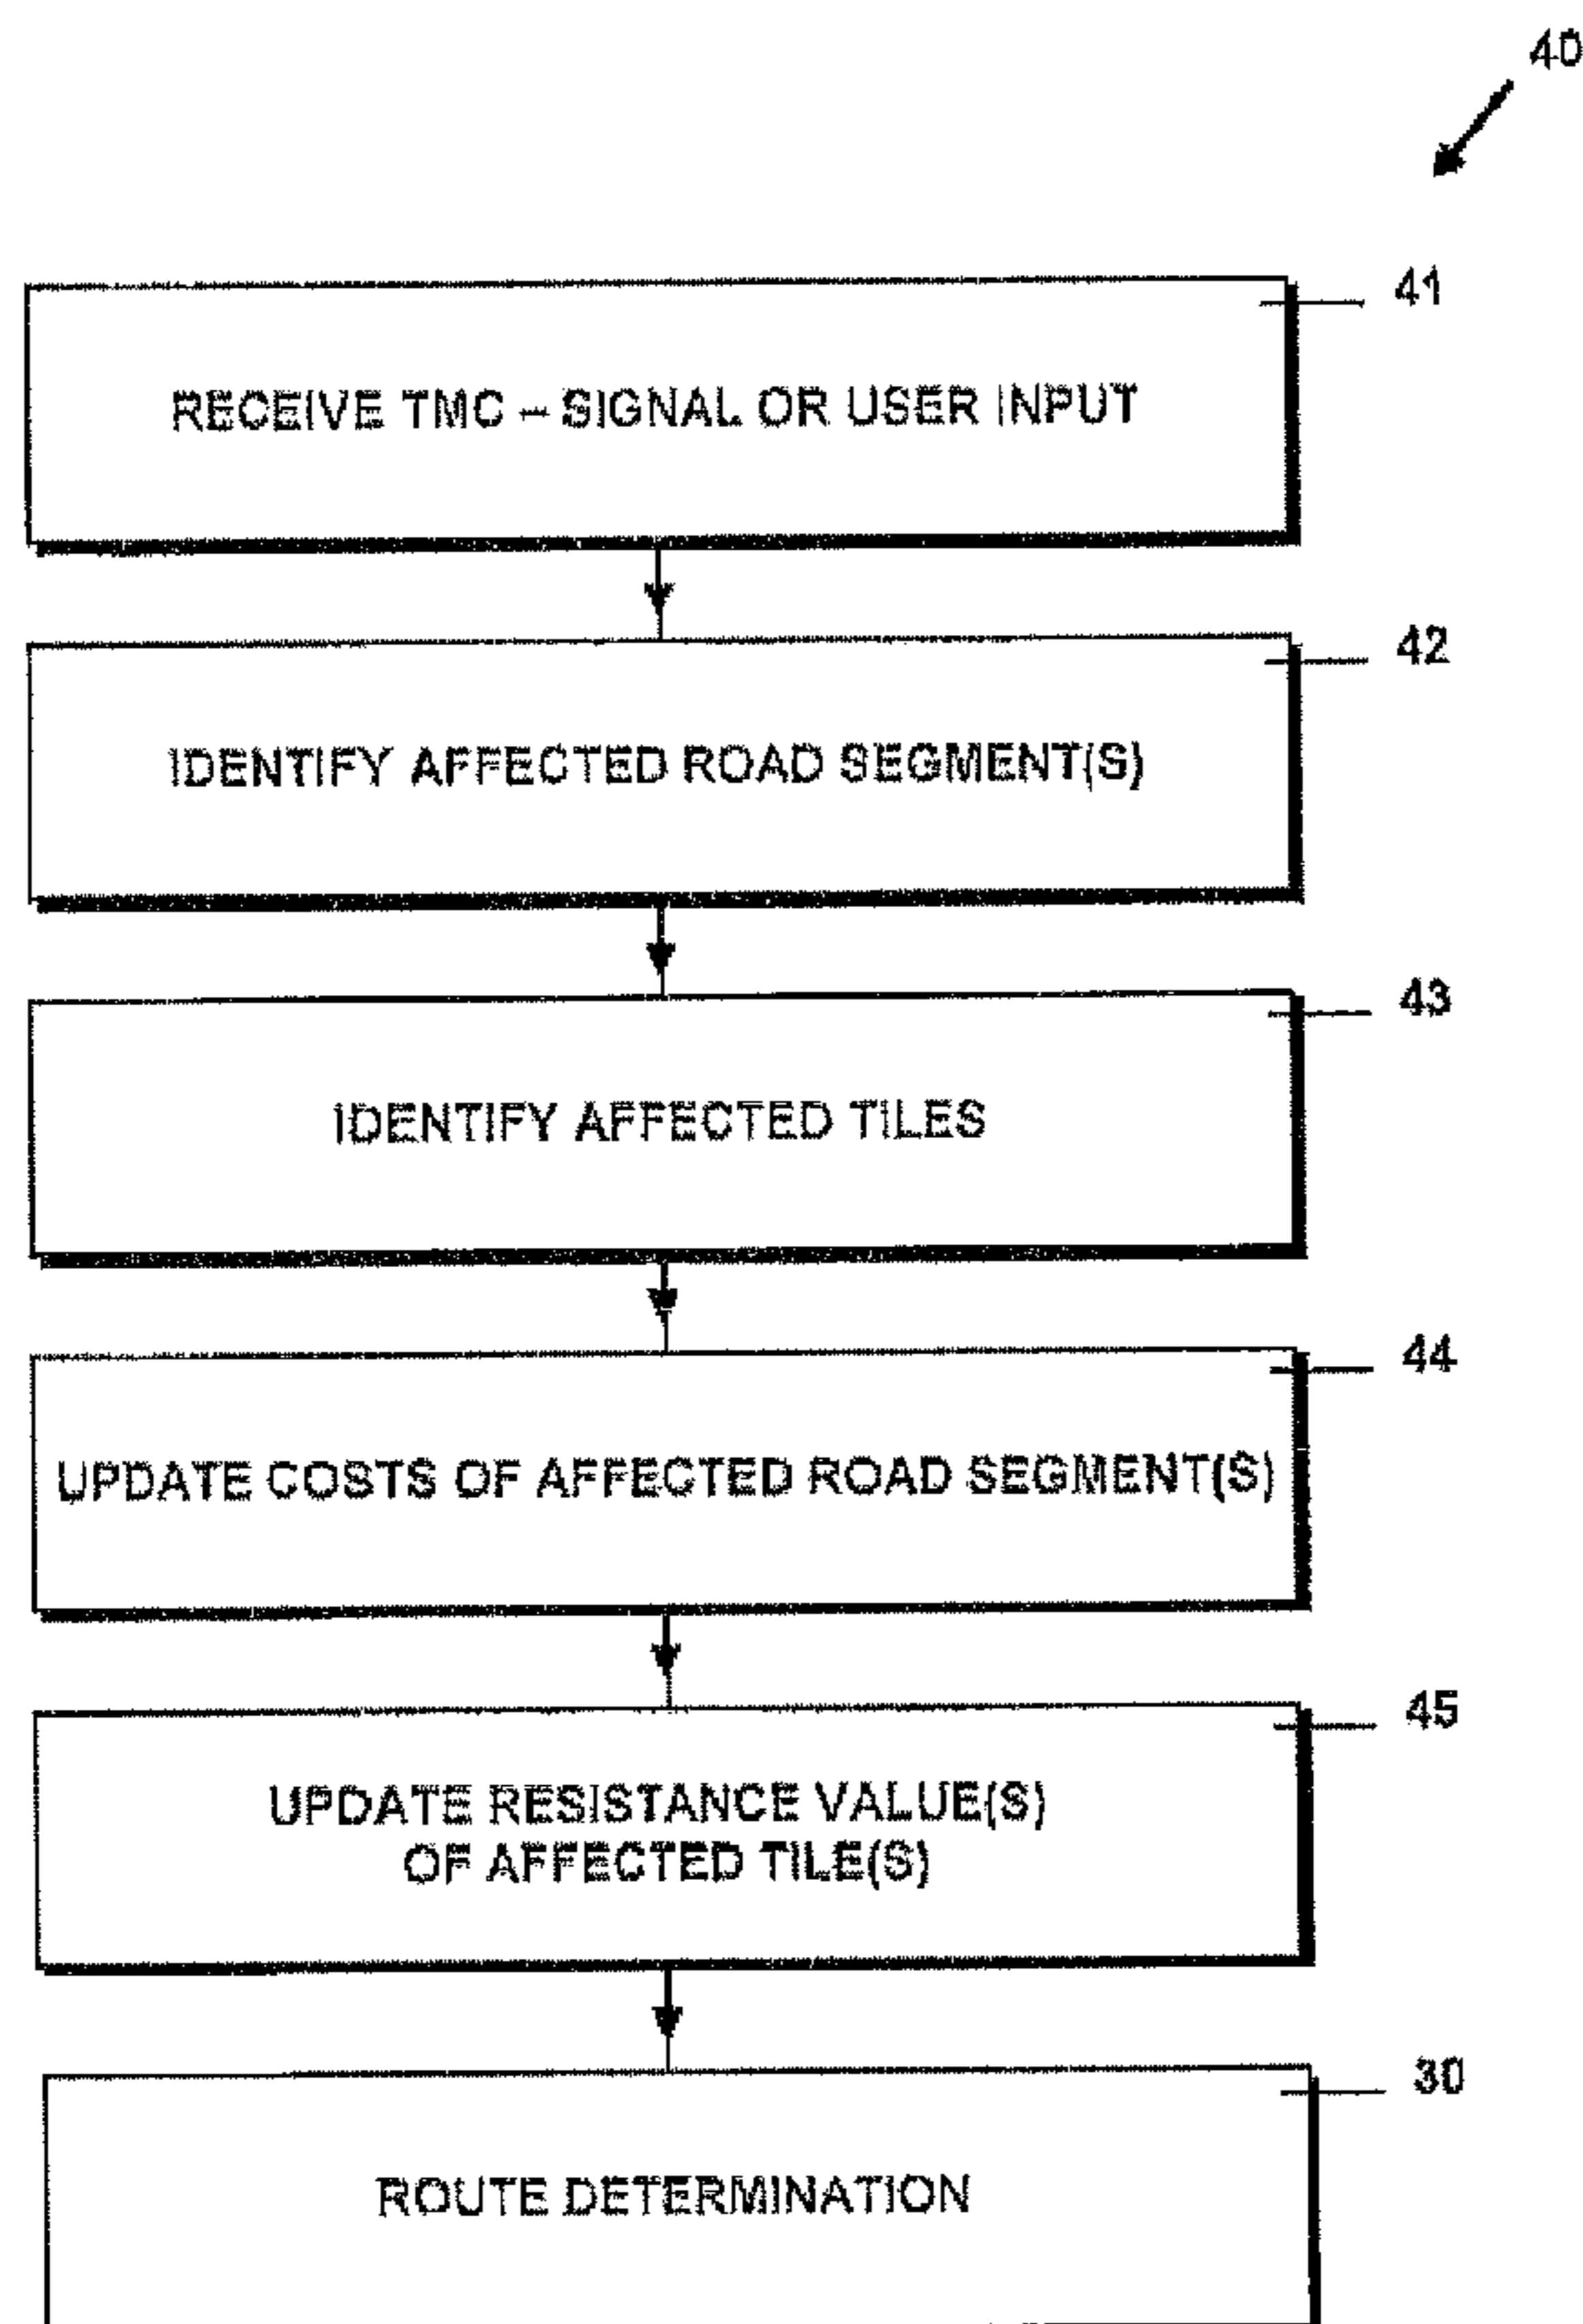 40
41
RECEIVE TMC – SIGNAL OR USER INPUT
42
IDENTIFY AFFECTED ROAD SEGMENT(S)
43
IDENTIFY AFFECTED TILES
44
UPDATE COSTS OF AFFECTED ROAD SEGMENT(S)
45
UPDATE RESISTANCE VALUE(S)
OF AFFECTED TILE(S)
30
ROUTE DETERMINATION